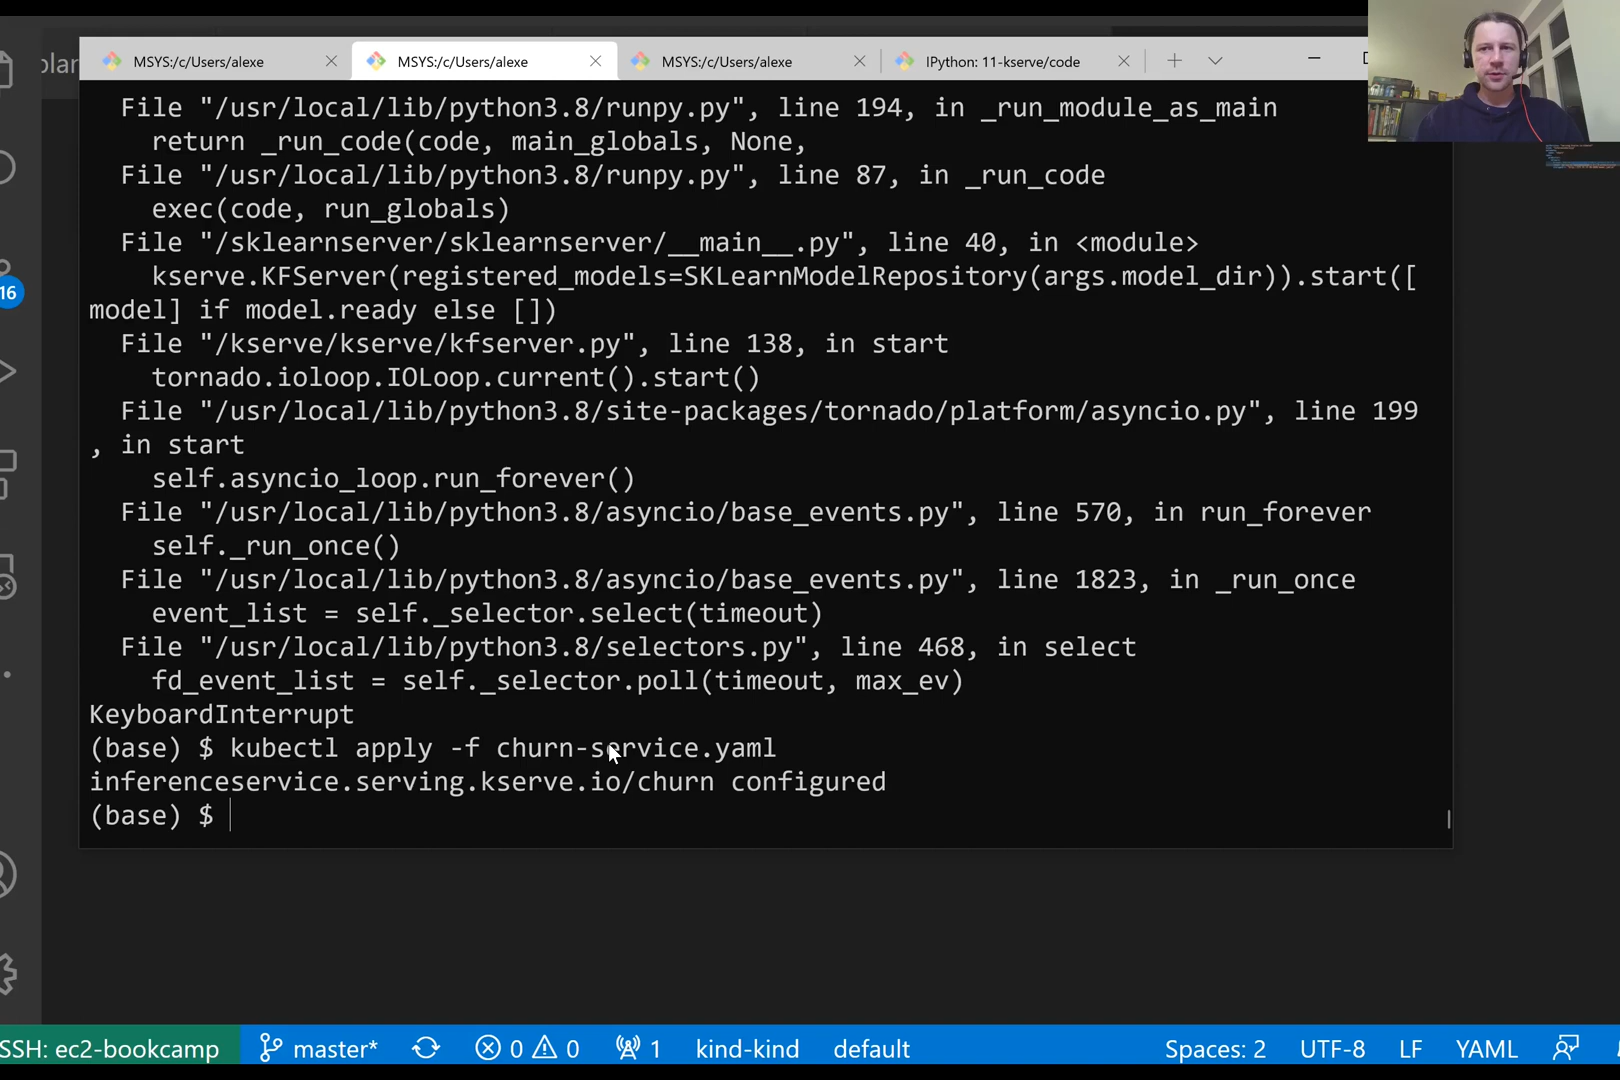 plar
MSYS:/c/Users/alexe
MSYS:/c/Users/alexe
MSYS:/c/Users/alexe
IPython: 11-kserve/code
File "/usr/local/lib/python3.8/runpy.py", line 194, in _run_module_as_main
return _run_code(code, main_globals, None,
File "/usr/local/lib/python3.8/runpy.py", line 87, in _run_code
exec(code, run_globals)
File "/sklearnserver/sklearnserver/__main__.py", line 40, in <module>
kserve.KFServer(registered_models=SKLearnModelRepository(args.model_dir)).start([
model] if model.ready else [])
File "/kserve/kserve/kfserver.py", line 138, in start
tornado.ioloop.IOLoop.current().start()
File "/usr/local/lib/python3.8/site-packages/tornado/platform/asyncio.py", line 199
, in start
self.asyncio_loop.run_forever()
File "/usr/local/lib/python3.8/asyncio/base_events.py", line 570, in run_forever
self._run_once()
File "/usr/local/lib/python3.8/asyncio/base_events.py", line 1823, in _run_once
event_list = self._selector.select(timeout)
File "/usr/local/lib/python3.8/selectors.py", line 468, in select
fd_event_list = self._selector.poll(timeout, max_ev)
KeyboardInterrupt
(base) $ kubectl apply -f churn-service.yaml
inferenceservice.serving.kserve.io/churn configured
(base) $
16
SSH: ec2-bookcamp
master*
0
0
1
kind-kind
default
Spaces: 2
UTF-8
LF
YAML